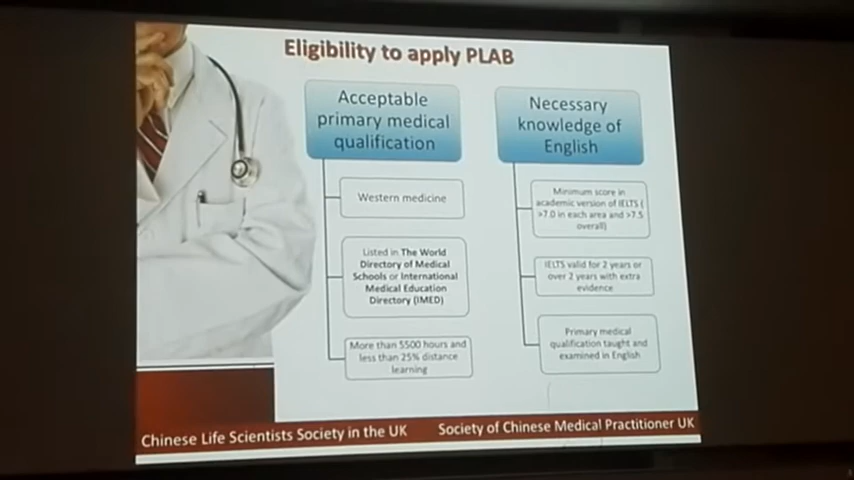 Eligibility to apply PLAB
Acceptable
primary medical
qualification
Western medicine
Listed in The World
Directory of Medical
Schools or International
Medical Education
Directory (IMED)
More than 5500 hours and
less than 25% distance
learning
Necessary
knowledge of
English
Minimum score in
academic version of IELTS (
>7.0 in each area and >7.5
overall)
IELTS valid for 2 years or
over 2 years with extra
evidence
Primary medical
qualification taught and
examined in English
Chinese Life Scientists Society in the UK
Society of Chinese Medical Practitioner UK